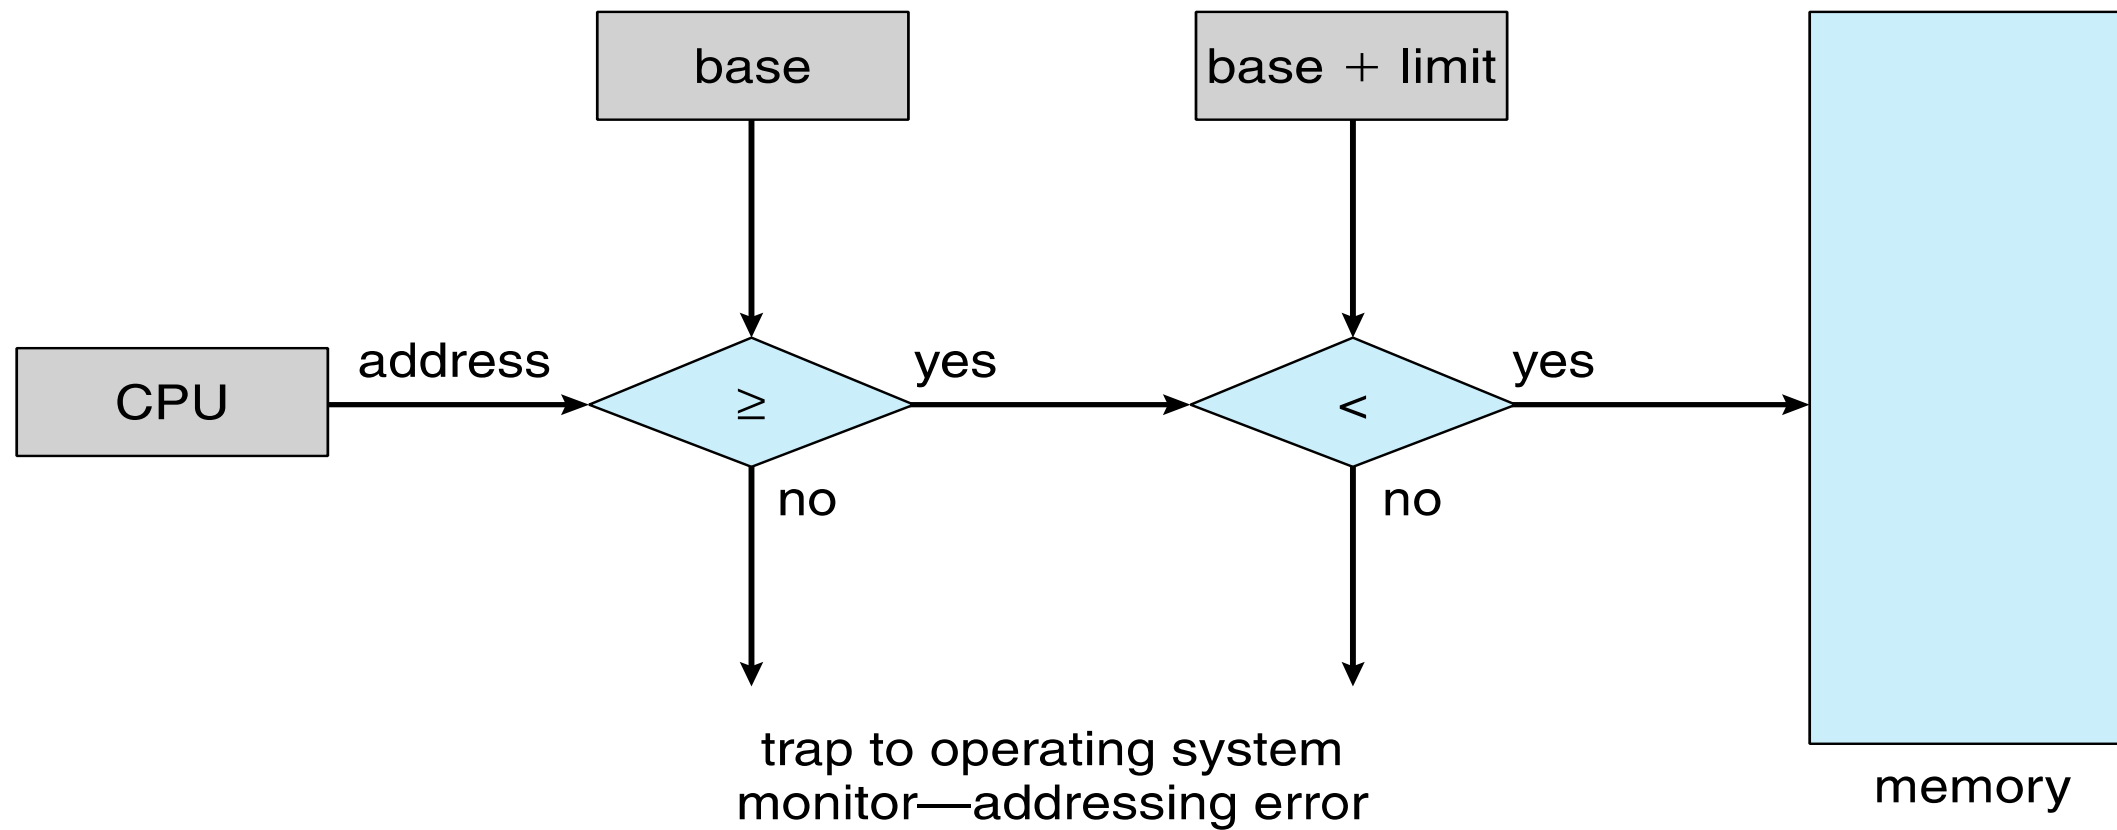 base
base + limit
CPU
address
≥
yes
<
yes
no
no
trap to operating system
monitor—addressing error
memory